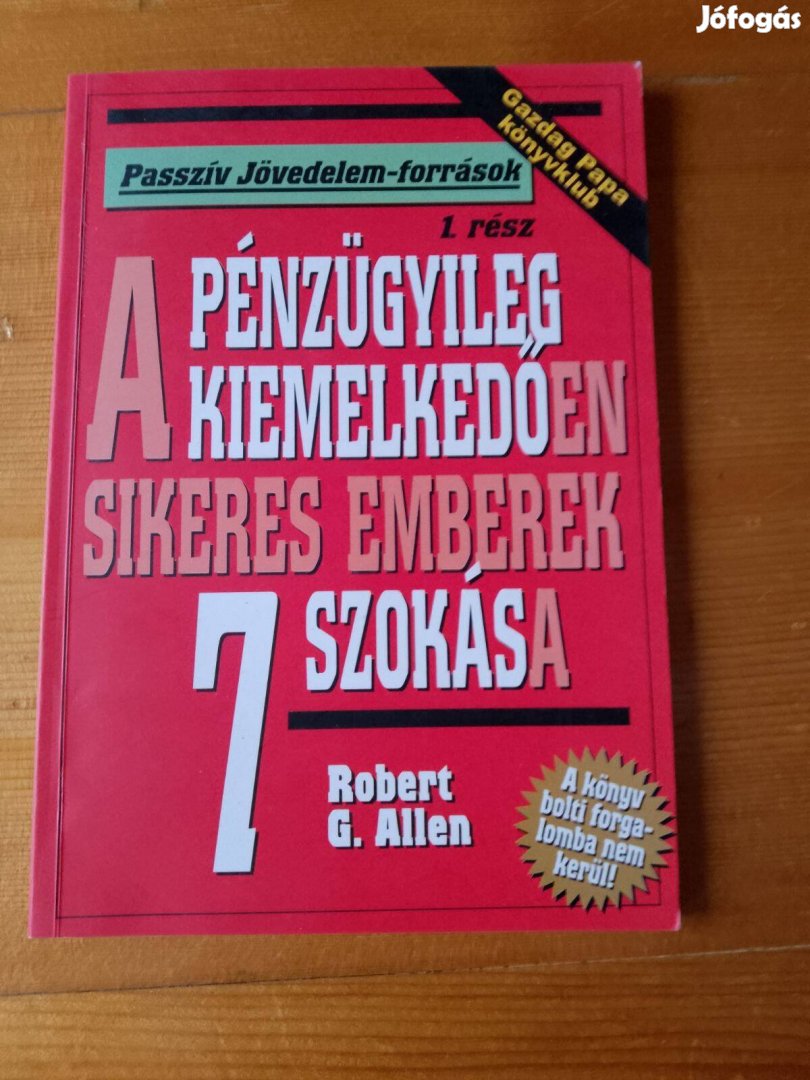 Jófogás
Gazdag Papa
könyvklub
Passzív Jövedelem-források
1. rész
A PÉNZÜGYILEG
KIEMELKEDŐEN
SIKERES EMBEREK
7 SZOKÁSA
Robert
G. Allen
A könyv
bolti forga-
lomba nem
kerül!